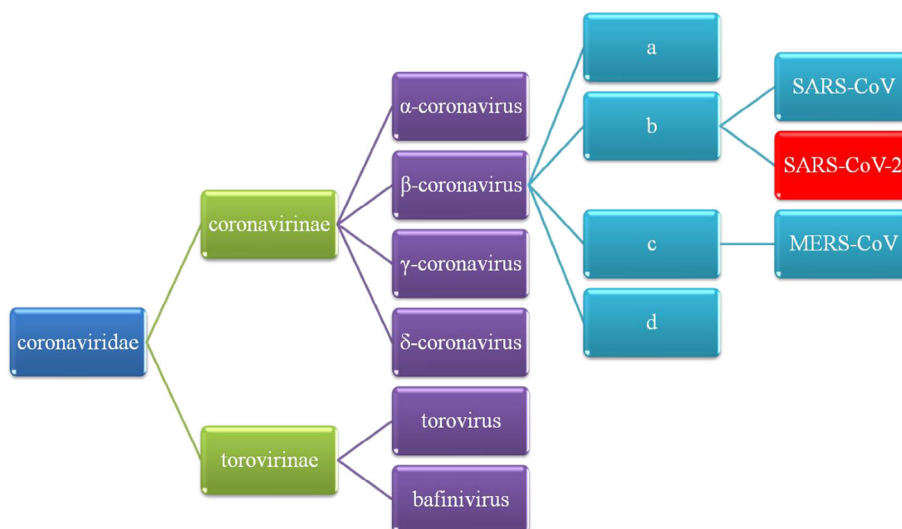 coronaviridae
coronavirinae
torovirinae
α-coronavirus
β-coronavirus
γ-coronavirus
δ-coronavirus
torovirus
bafinivirus
a
b
c
d
SARS-CoV
SARS-CoV-2
MERS-CoV